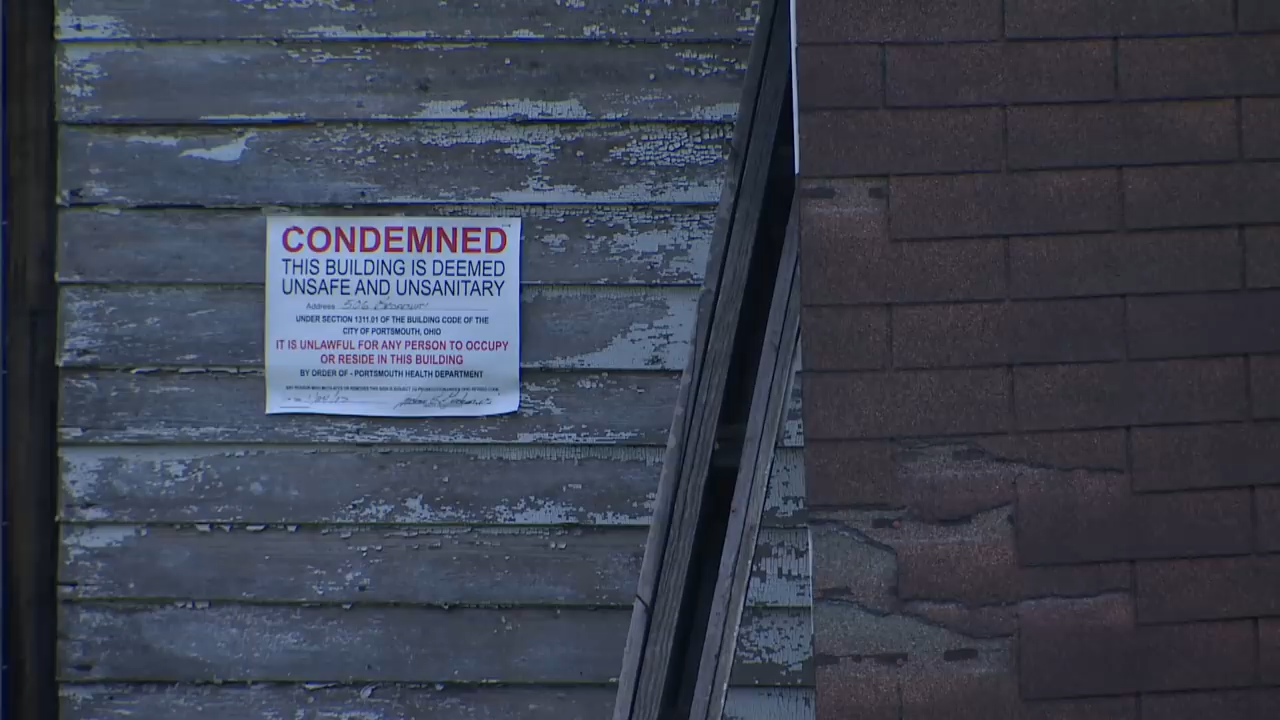 CONDEMNED
THIS BUILDING IS DEEMED
UNSAFE AND UNSANITARY
Address 506
UNDER SECTION 1311.01 OF THE BUILDING CODE OF THE
CITY OF PORTSMOUTH, OHIO
IT IS UNLAWFUL FOR ANY PERSON TO OCCUPY
OR RESIDE IN THIS BUILDING
BY ORDER OF - PORTSMOUTH HEALTH DEPARTMENT